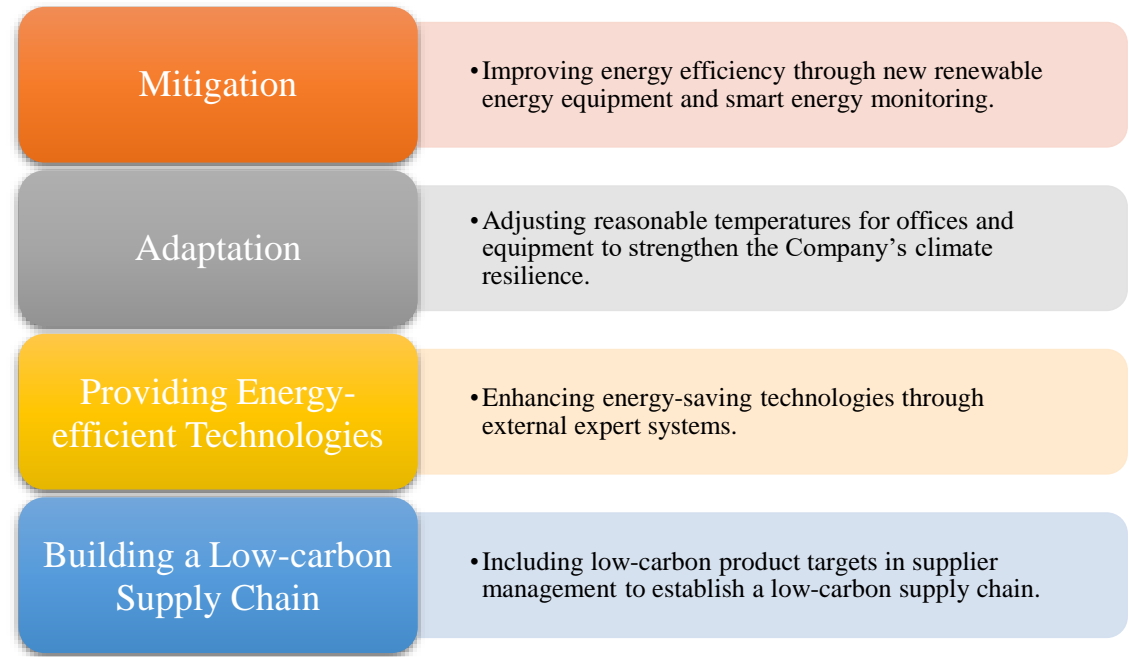 Mitigation
•Improving energy efficiency through new renewable
energy equipment and smart energy monitoring.
Adaptation
•Adjusting reasonable temperatures for offices and
equipment to strengthen the Company’s climate
resilience.
Providing Energy-
efficient Technologies
•Enhancing energy-saving technologies through
external expert systems.
Building a Low-carbon
Supply Chain
•Including low-carbon product targets in supplier
management to establish a low-carbon supply chain.